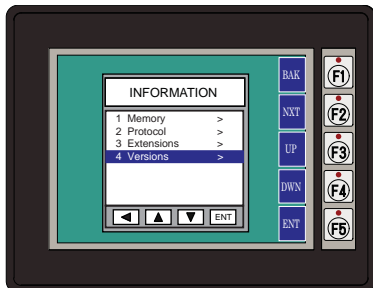 INFORMATION
1 Memory >
2 Protocol >
3 Extensions >
4 Versions >
ENT
BAK
NXT
UP
DWN
ENT
F1
F2
F3
F4
F5